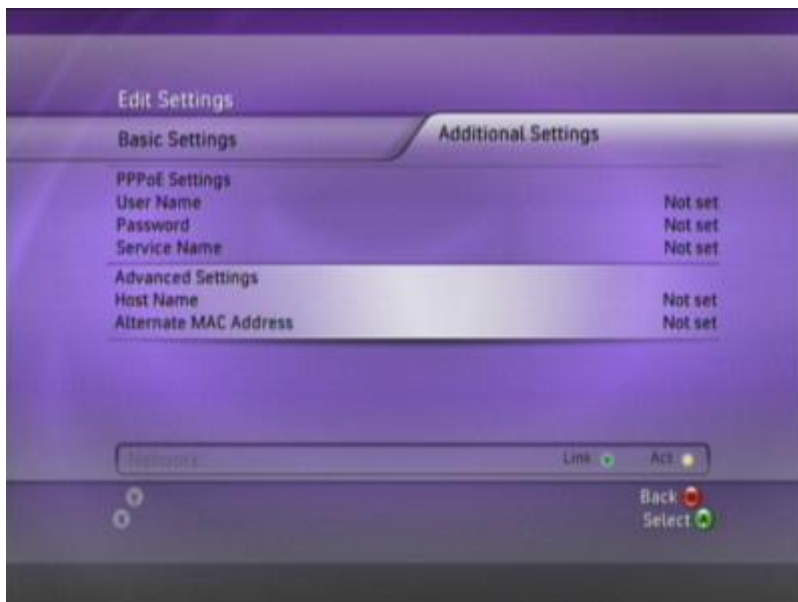 Edit Settings
Basic Settings
Additional Settings
PPPoE Settings
User Name Not set
Password Not set
Service Name Not set
Advanced Settings
Host Name Not set
Alternate MAC Address Not set
Network Link Act
Back B
Select A